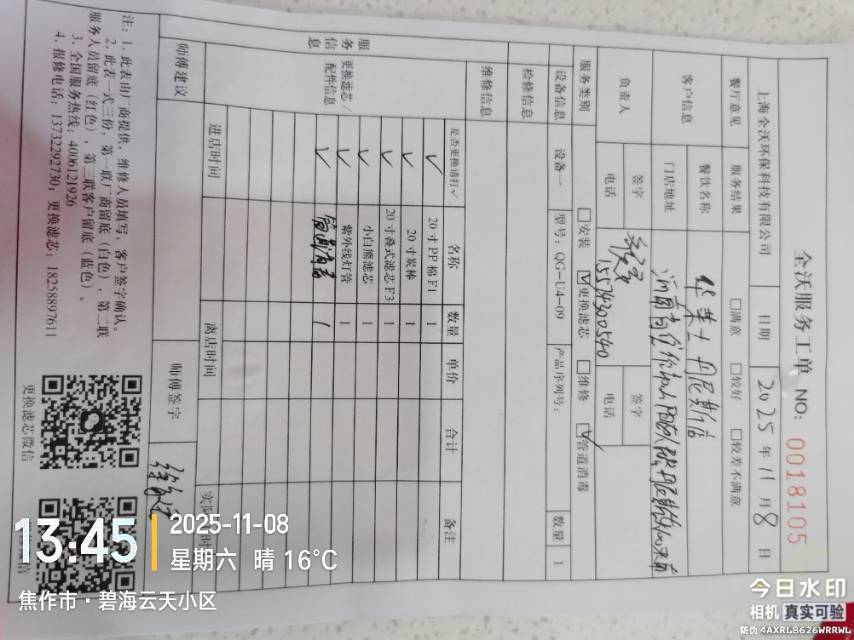 全沃服务工单 NO: 0018105
上海全沃环保科技有限公司 日期 2025 年 11 月 8 日
餐厅意见 服务结果 □满意 □较好 □较差不满意
客户信息 餐饮名称 华莱士 丹尼斯店
门店地址
负责人 签字 签字
电话 15574300540 电话
服务类别 □安装 ☑更换滤芯 □维修 ☑管道消毒
设备信息 设备一 型号：QG-U4-09 产品序列号： 数量 1
检修信息
维修信息
服务信息
更换滤芯/配件信息
是否更换请打√ 名称 数量 单价 合计 备注
√ 20寸PP棉F1 1
√ 20寸炭棒 1
√ 20寸叠式滤芯F3 1
√ 小白熊滤芯 1
√ 紫外线灯管 1
√ 管道消毒 1
师傅建议
进店时间 离店时间 师傅签字
注：1、此表由厂商提供，维修人员填写，客户签字确认。
2、此表一式三份，第一联厂商留底（白色），第二联
服务人员留底（红色），第三联客户留底（蓝色）。
3、全国服务热线：4006121926
4、报修电话：13732292730；更换滤芯：18258897611
更换滤芯微信
13:45
2025-11-08
星期六 晴 16°C
焦作市·碧海云天小区
今日水印
相机 真实可验
防伪 4AXRLB626WRRWL